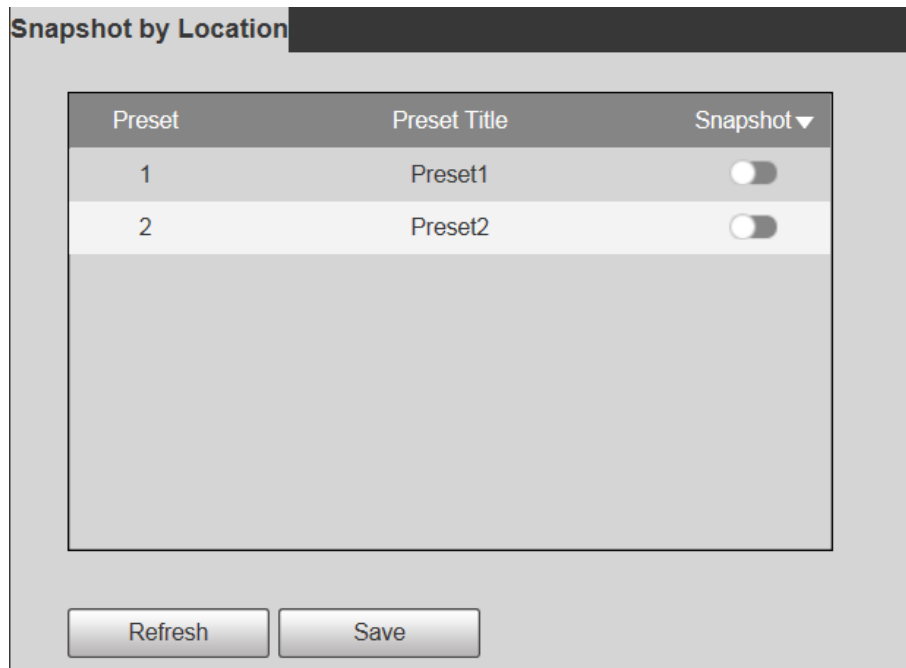 Snapshot by Location
Preset Preset Title Snapshot
1 Preset1
2 Preset2
Refresh Save